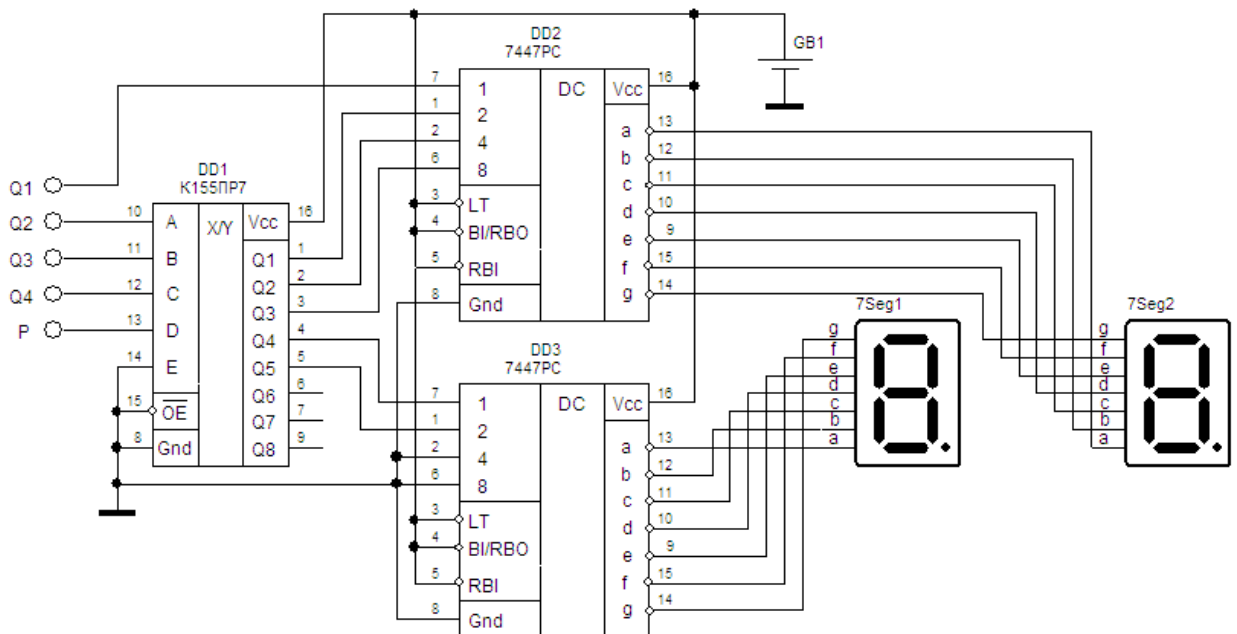 DD2
7447PC
GB1
7 1 DC Vcc 16
1 2
2 4
6 8
3 LT
4 BI/RBO
5 RBI
8 Gnd
a 13
b 12
c 11
d 10
e 9
f 15
g 14
Q1
Q2
Q3
Q4
P
DD1
К155ПР7
10 A X/Y Vcc 16
11 B
12 C
13 D
14 E
15 OE
8 Gnd
Q1 1
Q2 2
Q3 3
Q4 4
Q5 5
Q6 6
Q7 7
Q8 9
DD3
7447PC
7 1 DC Vcc 16
1 2
2 4
6 8
3 LT
4 BI/RBO
5 RBI
8 Gnd
a 13
b 12
c 11
d 10
e 9
f 15
g 14
7Seg1
g
f
e
d
c
b
a
7Seg2
g
f
e
d
c
b
a